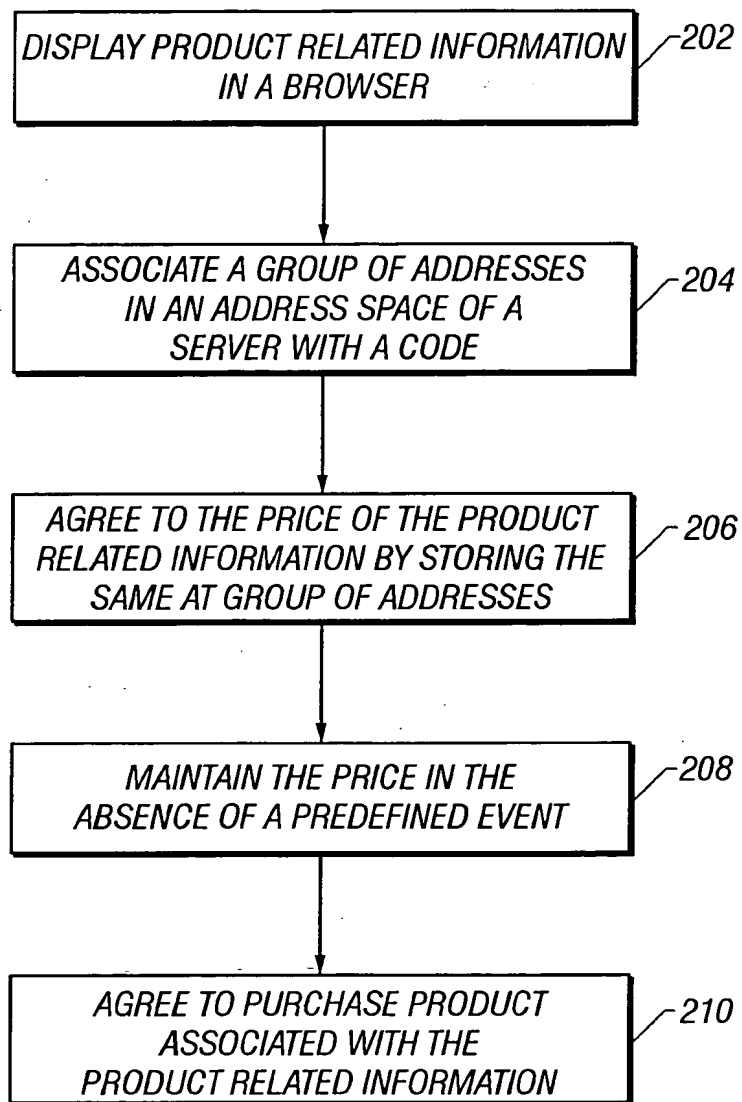 DISPLAY PRODUCT RELATED INFORMATION
IN A BROWSER
202
ASSOCIATE A GROUP OF ADDRESSES
IN AN ADDRESS SPACE OF A
SERVER WITH A CODE
204
AGREE TO THE PRICE OF THE PRODUCT
RELATED INFORMATION BY STORING THE
SAME AT GROUP OF ADDRESSES
206
MAINTAIN THE PRICE IN THE
ABSENCE OF A PREDEFINED EVENT
208
AGREE TO PURCHASE PRODUCT
ASSOCIATED WITH THE
PRODUCT RELATED INFORMATION
210